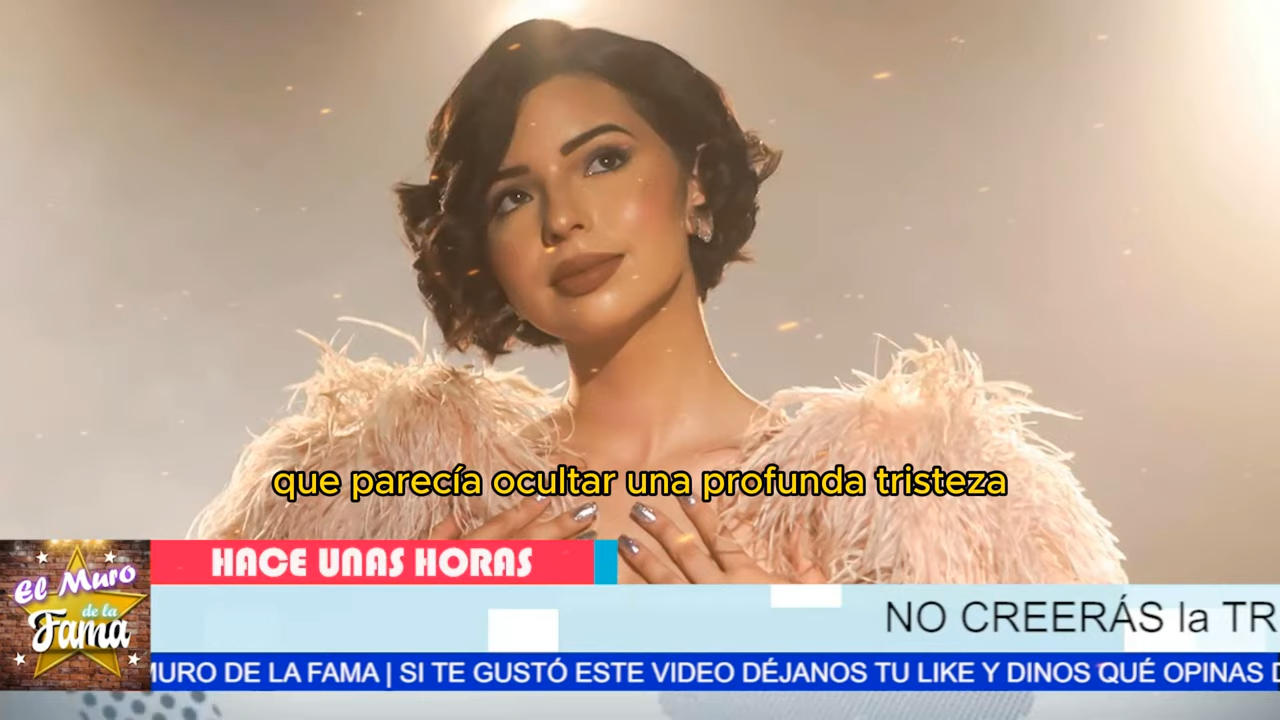 que parecía ocultar una profunda tristeza
HACE UNAS HORAS
El Muro
de la
Fama
NO CREERÁS la TR
MURO DE LA FAMA | SI TE GUSTÓ ESTE VIDEO DÉJANOS TU LIKE Y DINOS QUÉ OPINAS D